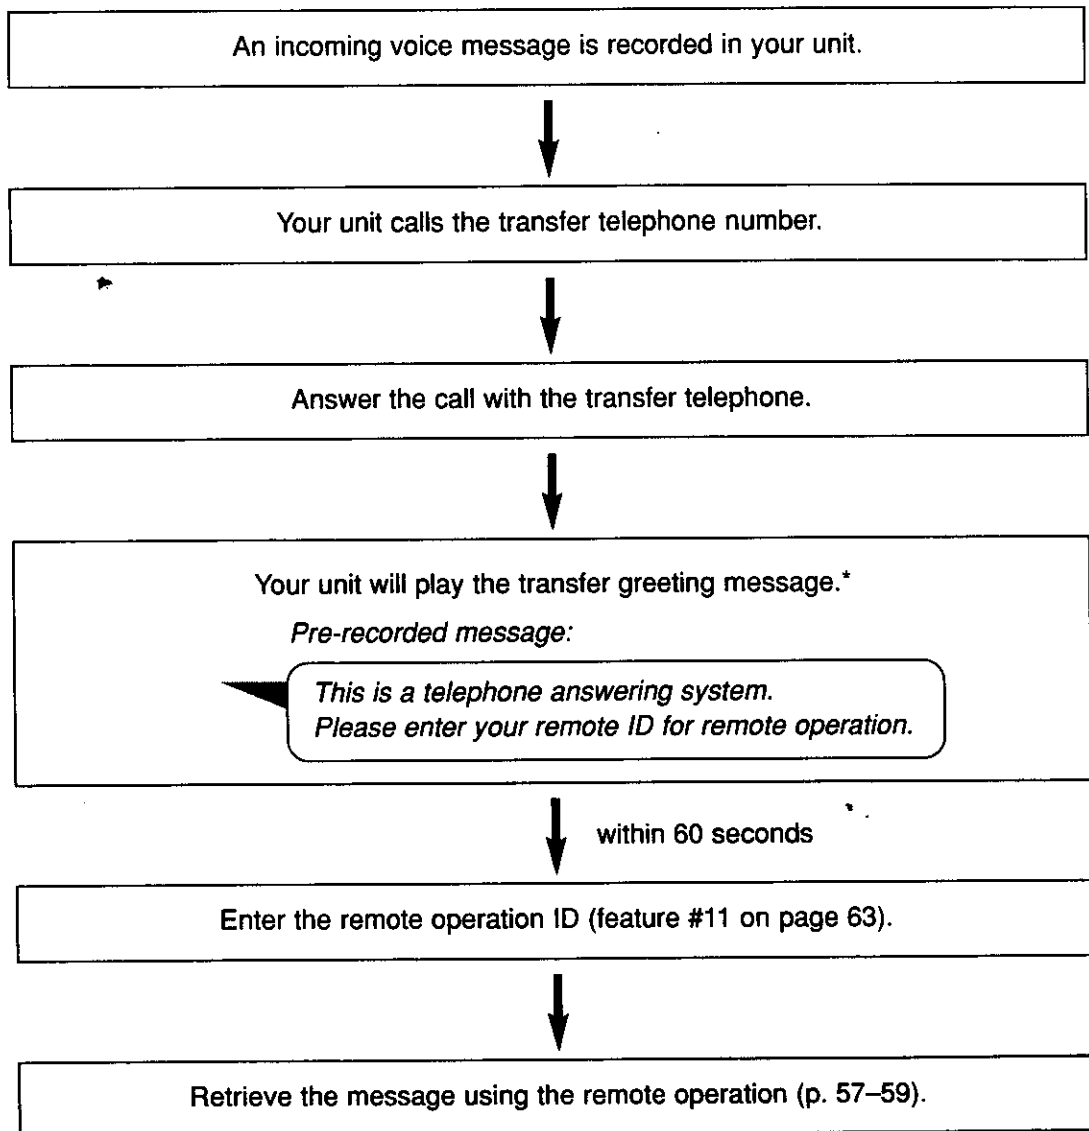 An incoming voice message is recorded in your unit.
Your unit calls the transfer telephone number.
Answer the call with the transfer telephone.
Your unit will play the transfer greeting message.*
Pre-recorded message:
This is a telephone answering system.
Please enter your remote ID for remote operation.
within 60 seconds
Enter the remote operation ID (feature #11 on page 63).
Retrieve the message using the remote operation (p. 57–59).